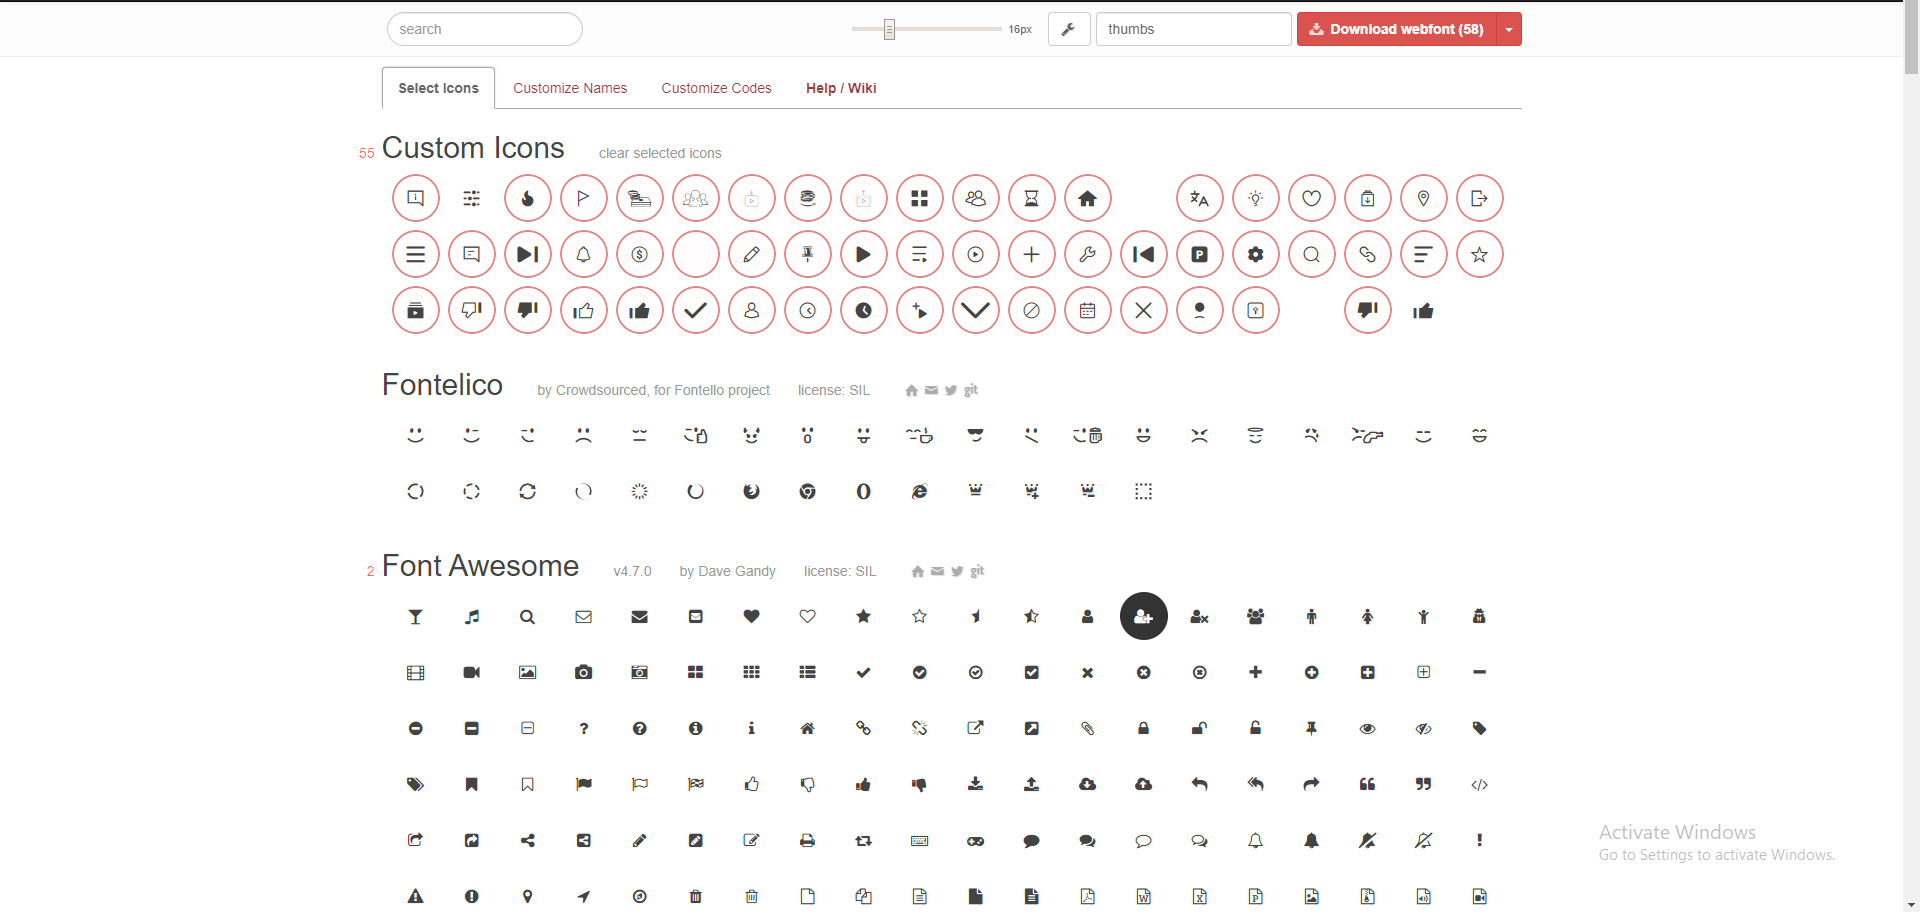 search
16px
thumbs
Download webfont (58)
Select Icons
Customize Names
Customize Codes
Help / Wiki
55
Custom Icons
clear selected icons
Fontelico
by Crowdsourced, for Fontello project
license: SIL
git
2
Font Awesome
v4.7.0
by Dave Gandy
license: SIL
git
Activate Windows
Go to Settings to activate Windows.